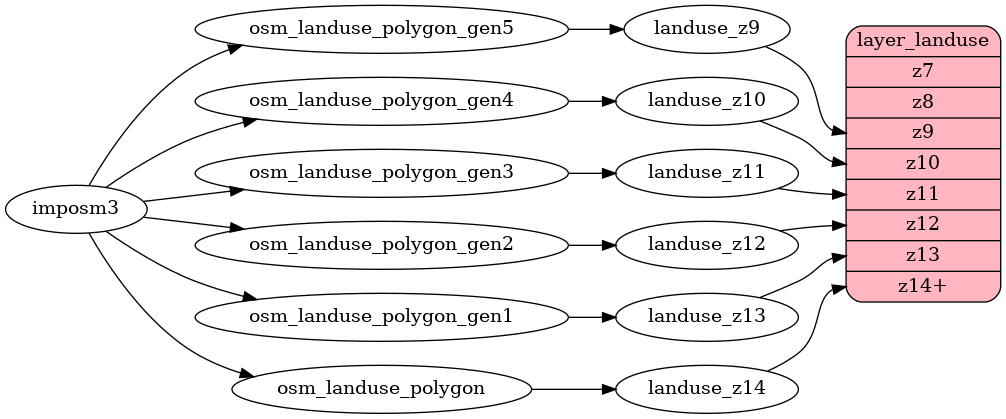 imposm3
osm_landuse_polygon_gen5
osm_landuse_polygon_gen4
osm_landuse_polygon_gen3
osm_landuse_polygon_gen2
osm_landuse_polygon_gen1
osm_landuse_polygon
landuse_z9
landuse_z10
landuse_z11
landuse_z12
landuse_z13
landuse_z14
layer_landuse
z7
z8
z9
z10
z11
z12
z13
z14+